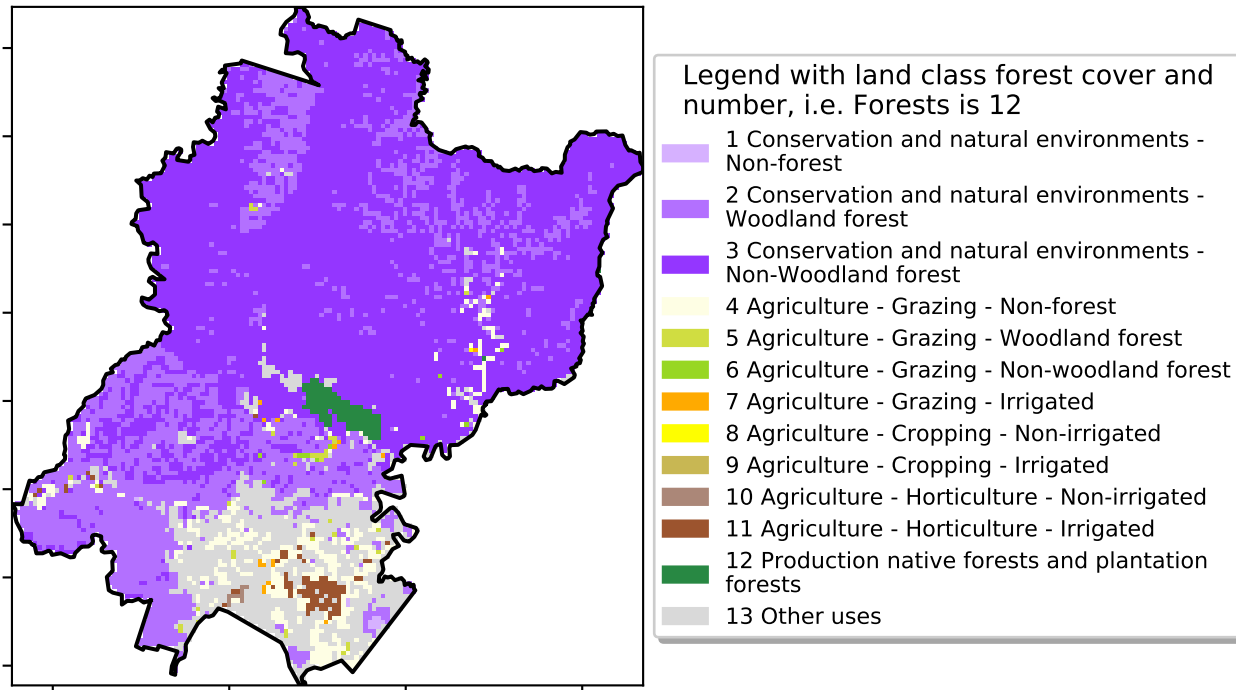 Legend with land class forest cover and
number, i.e. Forests is 12
1 Conservation and natural environments -
Non-forest
2 Conservation and natural environments -
Woodland forest
3 Conservation and natural environments -
Non-Woodland forest
4 Agriculture - Grazing - Non-forest
5 Agriculture - Grazing - Woodland forest
6 Agriculture - Grazing - Non-woodland forest
7 Agriculture - Grazing - Irrigated
8 Agriculture - Cropping - Non-irrigated
9 Agriculture - Cropping - Irrigated
10 Agriculture - Horticulture - Non-irrigated
11 Agriculture - Horticulture - Irrigated
12 Production native forests and plantation
forests
13 Other uses